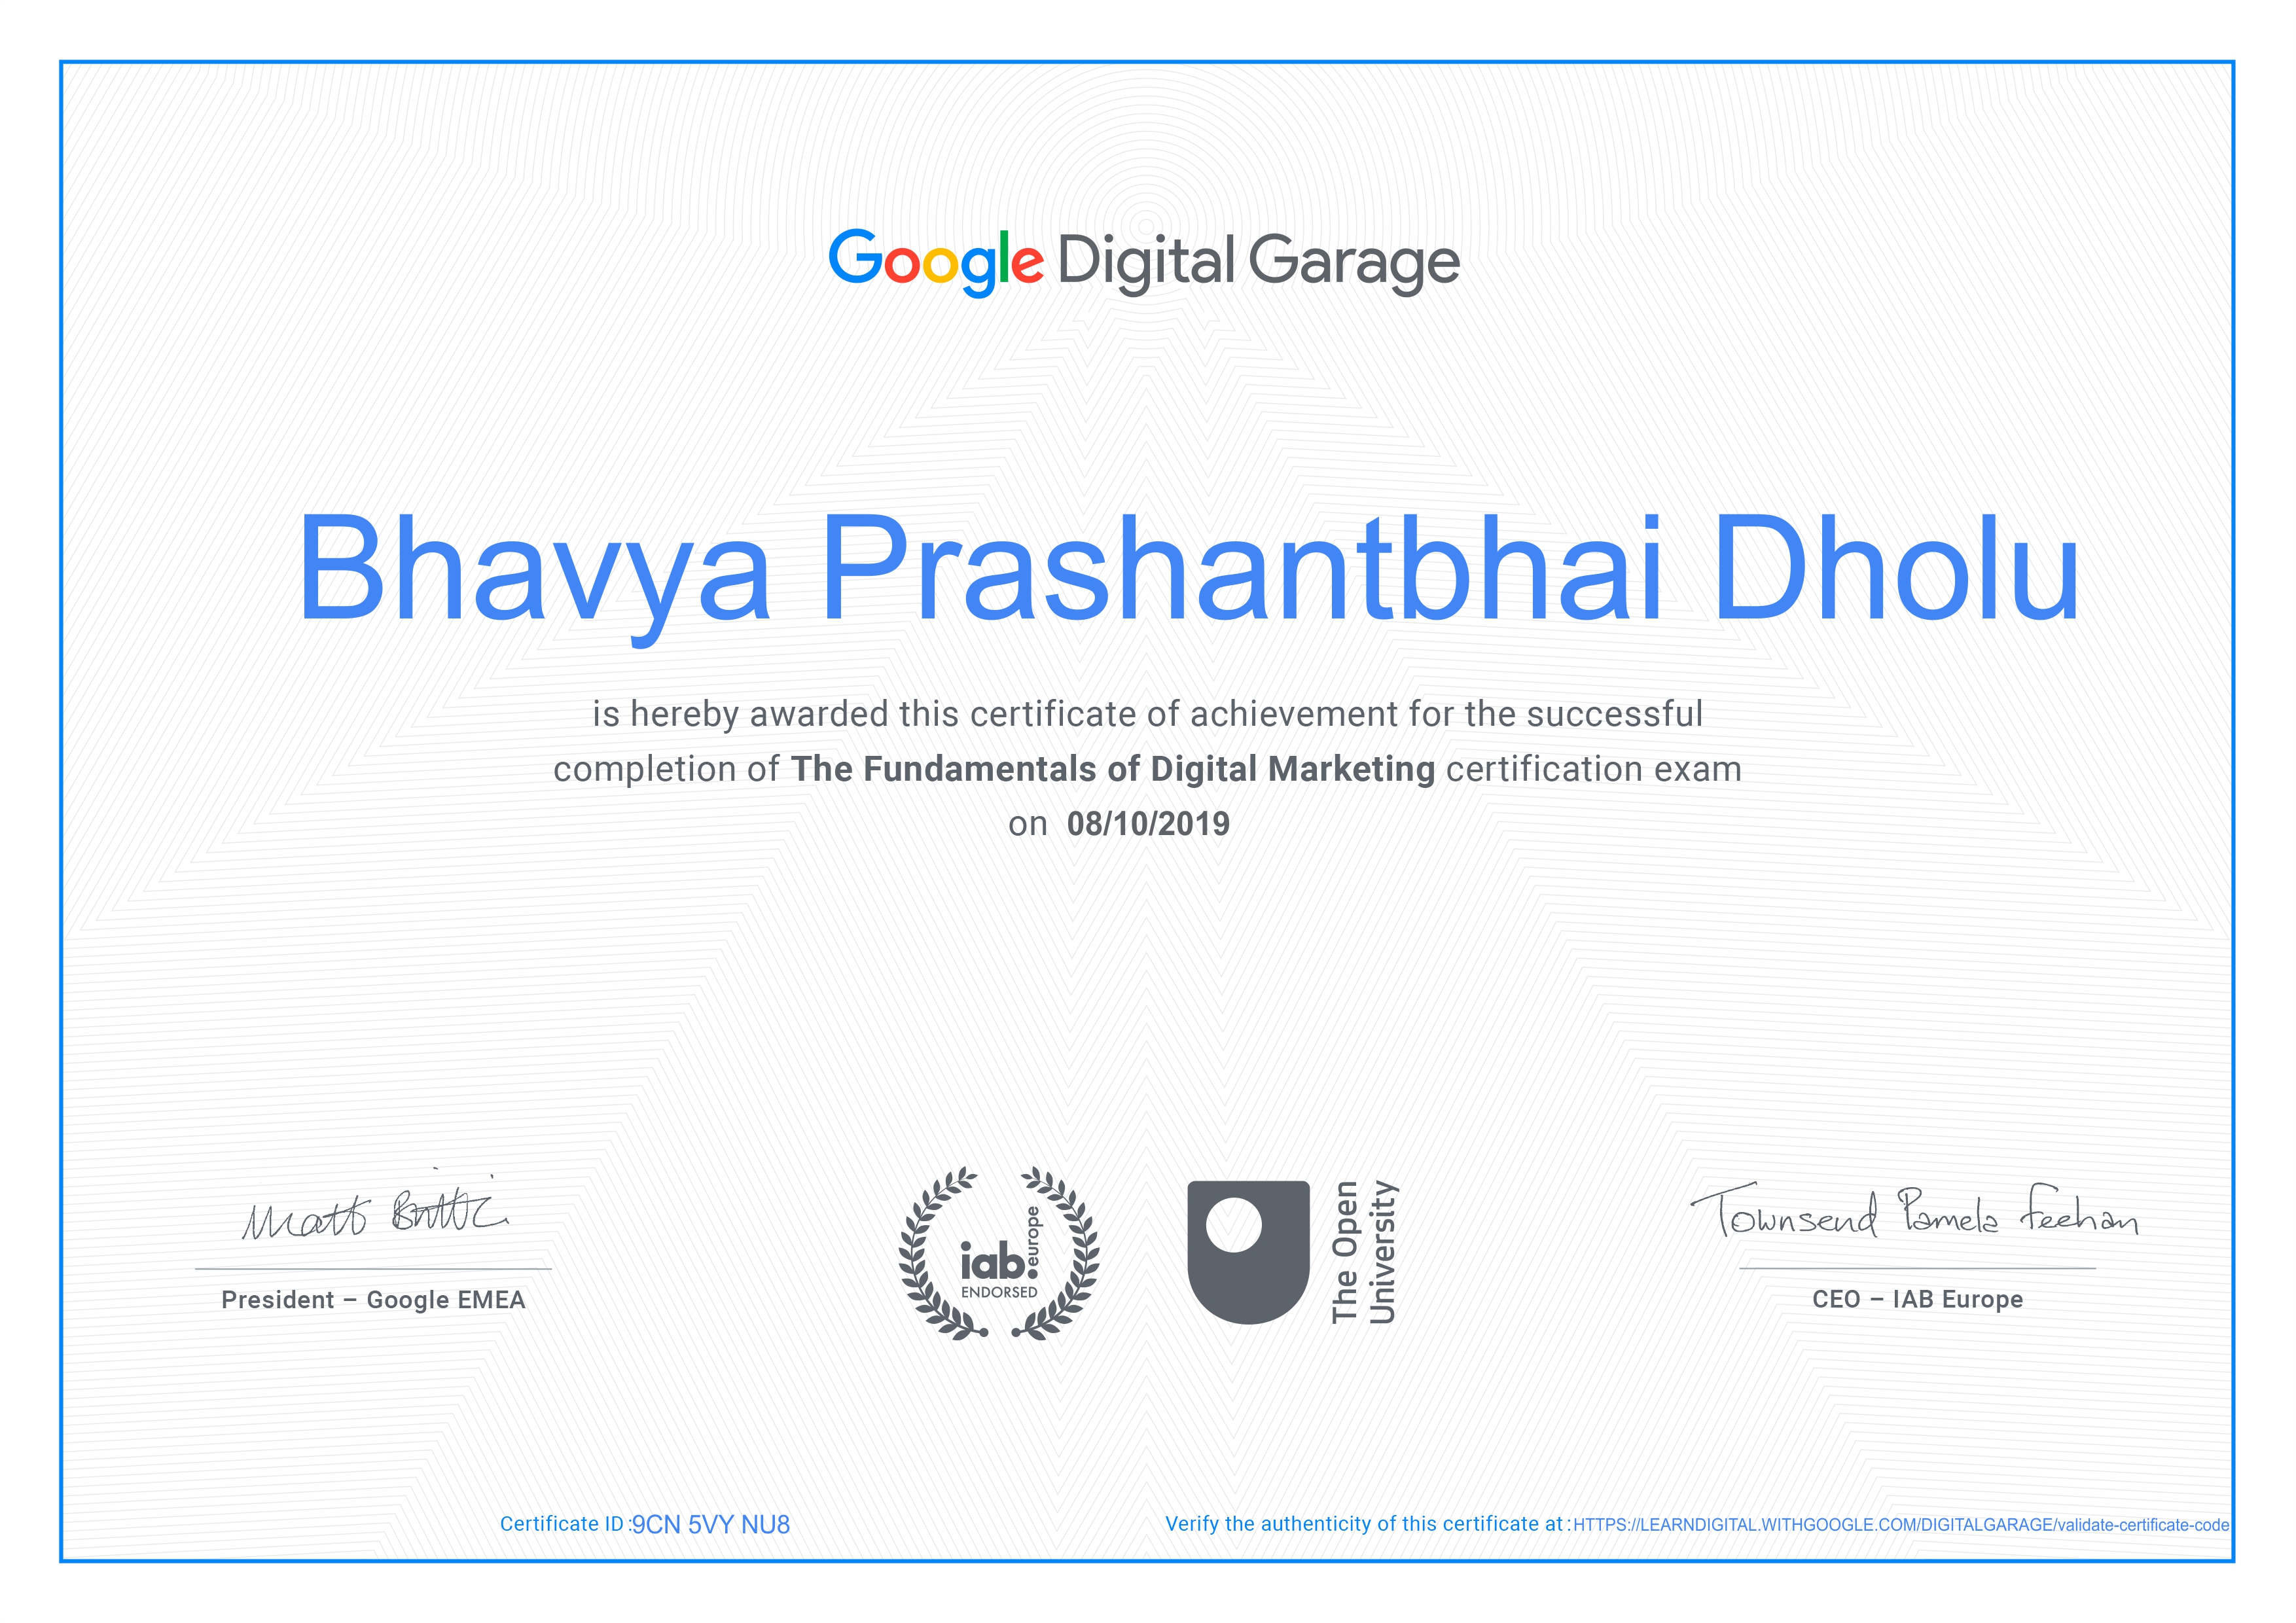 Google Digital Garage
Bhavya Prashantbhai Dholu
is hereby awarded this certificate of achievement for the successful
completion of The Fundamentals of Digital Marketing certification exam
on 08/10/2019
Matt Brittin
President – Google EMEA
iab.europe
ENDORSED
The Open
University
Townsend Pamela Feehan
CEO – IAB Europe
Certificate ID :9CN 5VY NU8
Verify the authenticity of this certificate at :HTTPS://LEARNDIGITAL.WITHGOOGLE.COM/DIGITALGARAGE/validate-certificate-code